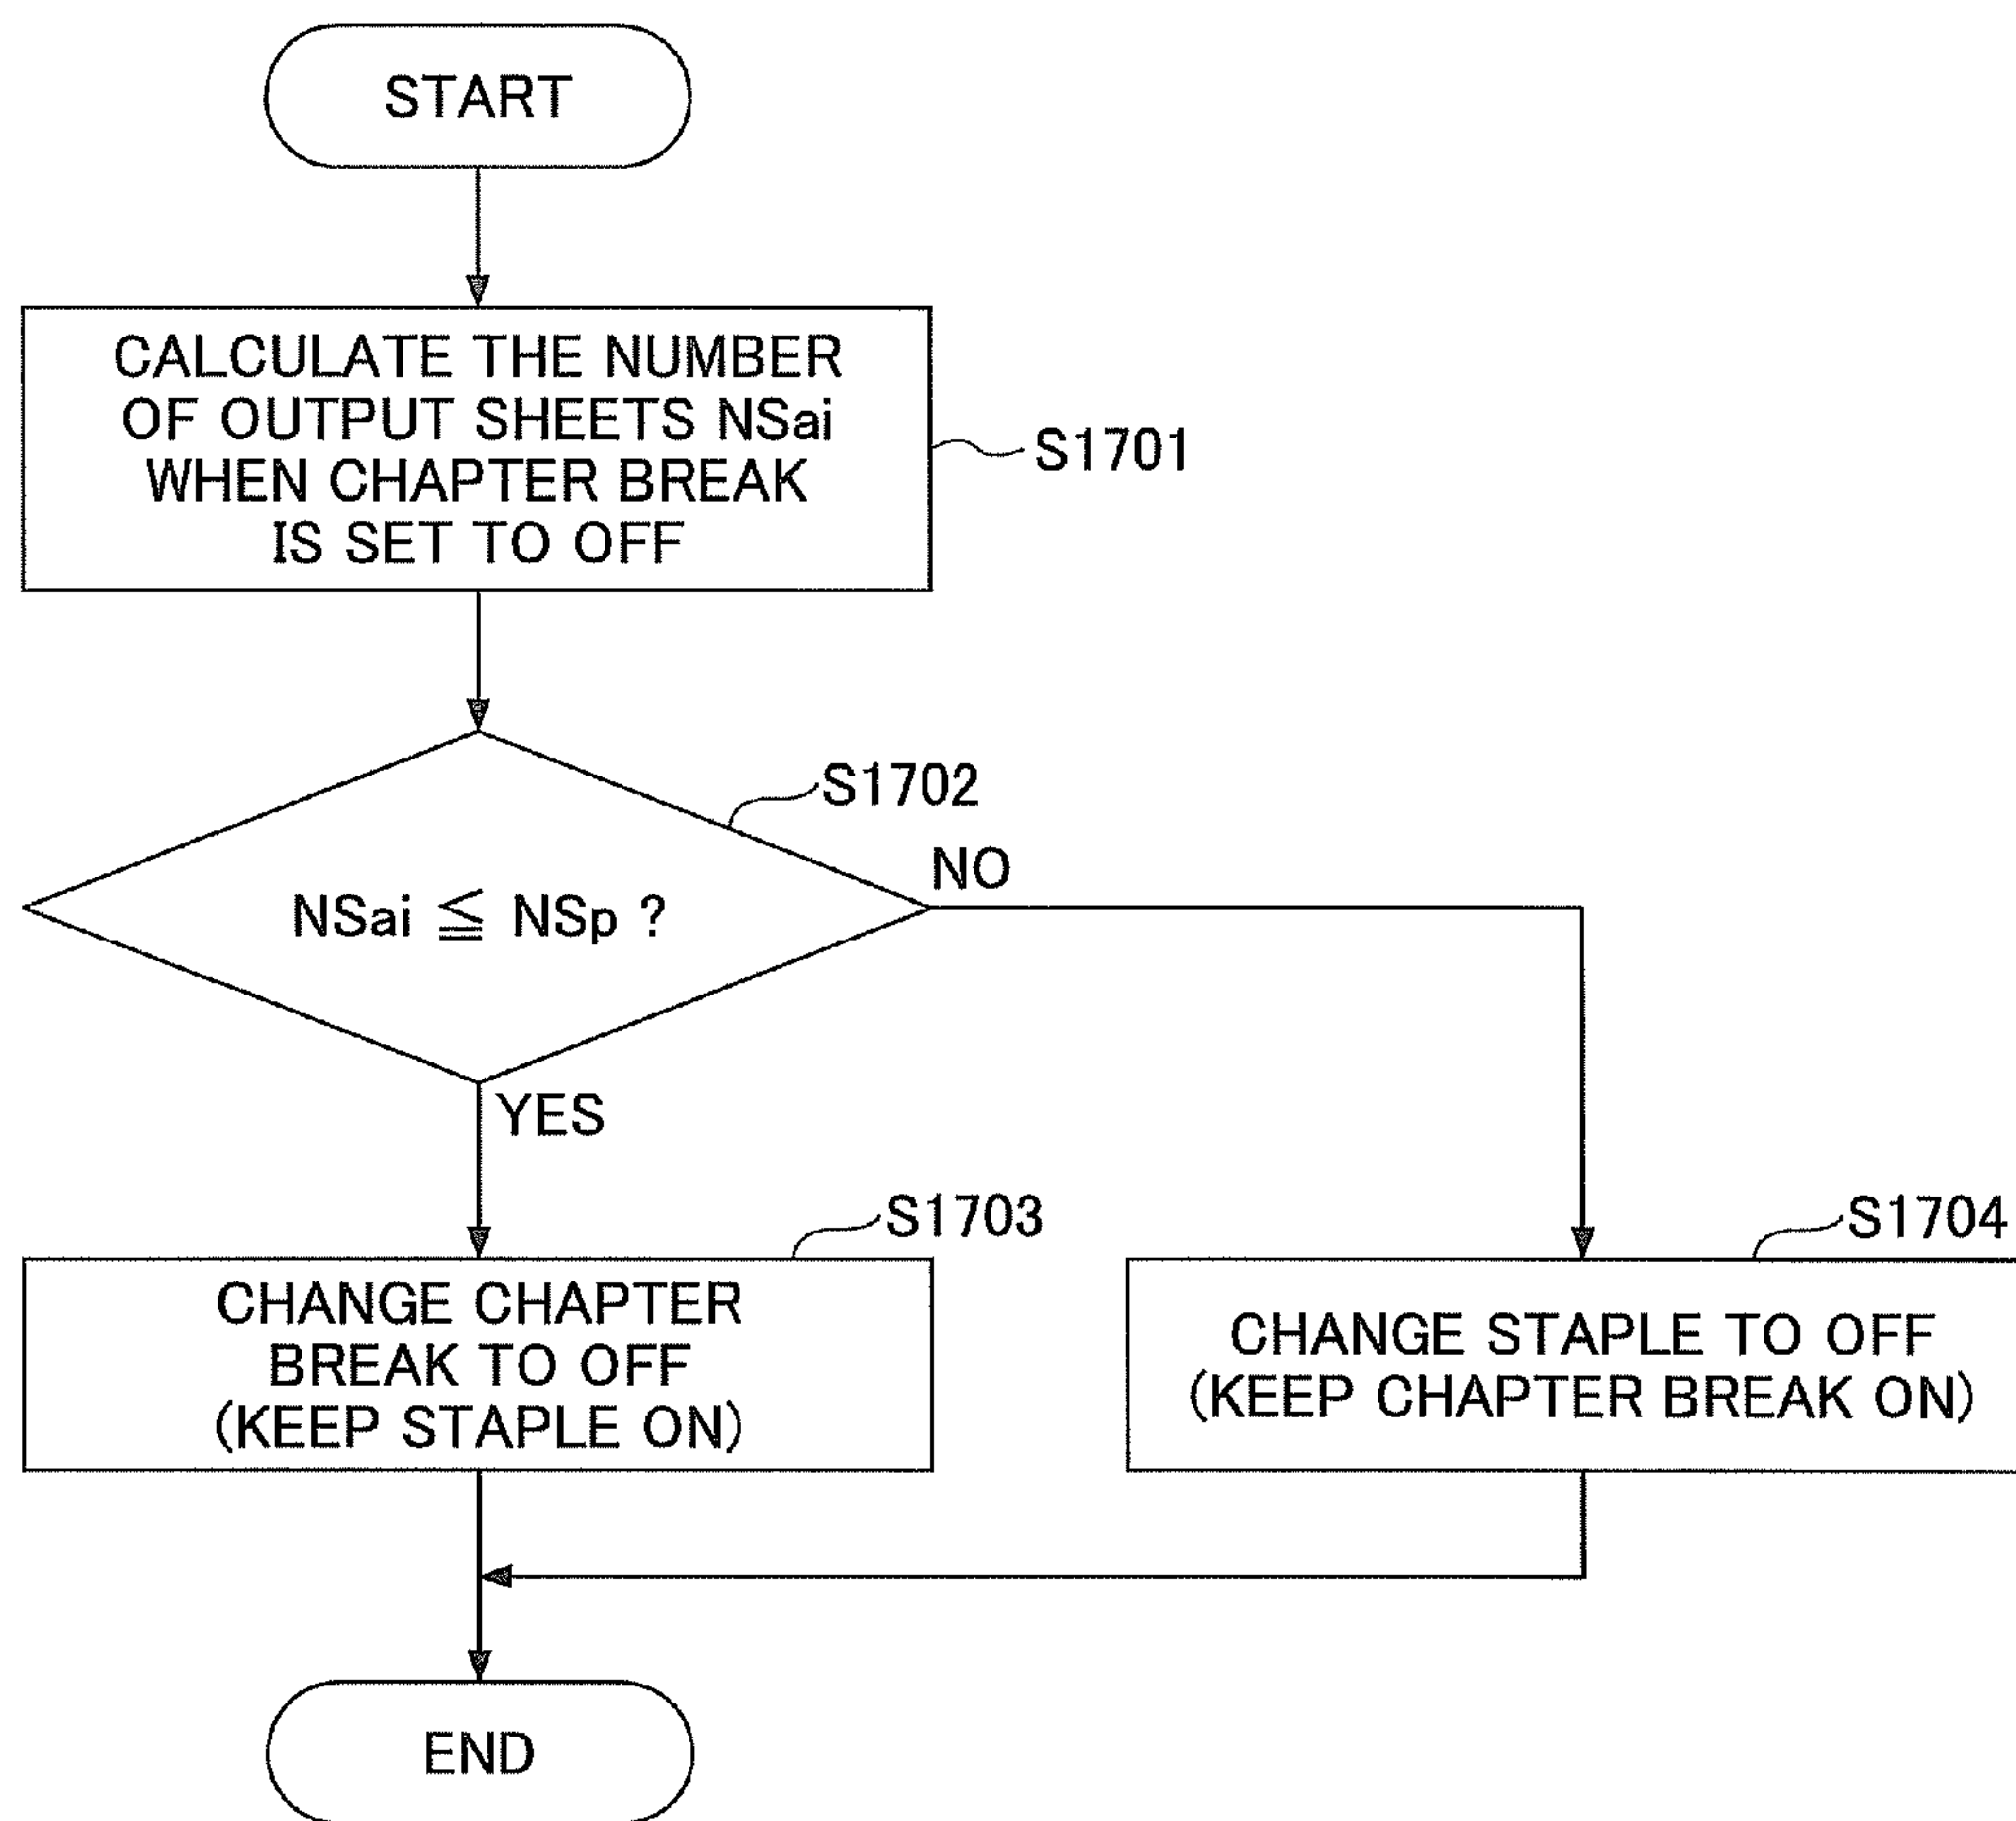 START
CALCULATE THE NUMBER
OF OUTPUT SHEETS NSai
WHEN CHAPTER BREAK
IS SET TO OFF
S1701
S1702
NSai ≦ NSp ?
NO
YES
S1703
CHANGE CHAPTER
BREAK TO OFF
(KEEP STAPLE ON)
S1704
CHANGE STAPLE TO OFF
(KEEP CHAPTER BREAK ON)
END